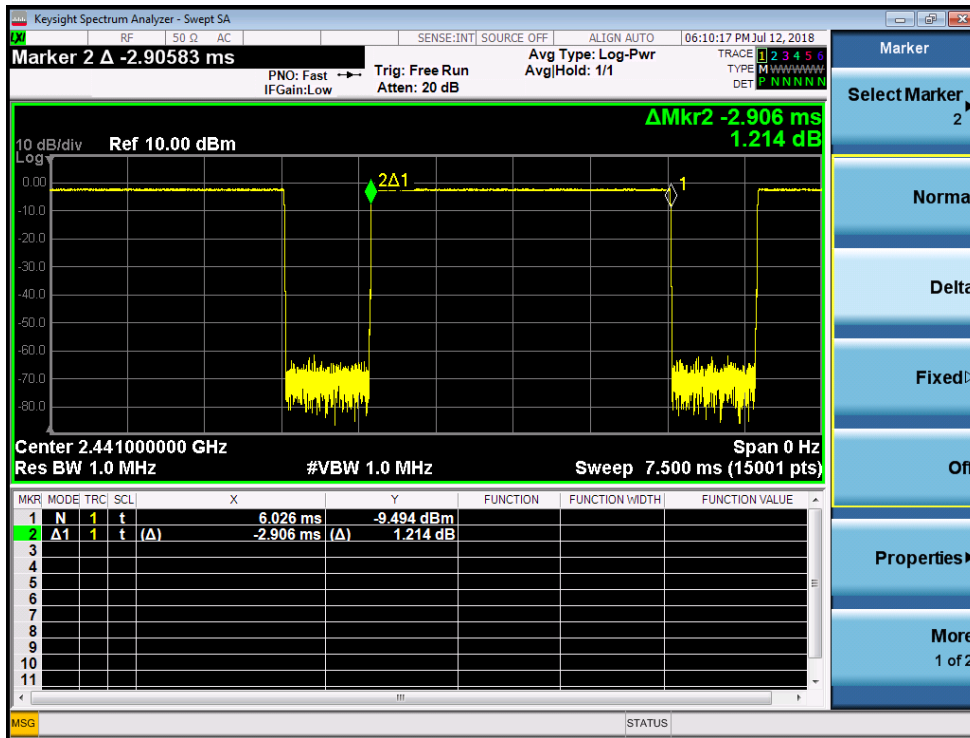 Keysight Spectrum Analyzer - Swept SA
LXI RF 50 Ω AC SENSE:INT SOURCE OFF ALIGN AUTO 06:10:17 PM Jul 12, 2018
Marker 2 Δ -2.90583 ms
PNO: Fast
IFGain:Low
Trig: Free Run
Atten: 20 dB
Avg Type: Log-Pwr
Avg|Hold: 1/1
TRACE 1 2 3 4 5 6
TYPE M WWWWW
DET P N N N N N
ΔMkr2 -2.906 ms
1.214 dB
10 dB/div Ref 10.00 dBm
Log
0.00
-10.0
-20.0
-30.0
-40.0
-50.0
-60.0
-70.0
-80.0
2Δ1
1
Center 2.441000000 GHz Span 0 Hz
Res BW 1.0 MHz #VBW 1.0 MHz Sweep 7.500 ms (15001 pts)
MKR MODE TRC SCL X Y FUNCTION FUNCTION WIDTH FUNCTION VALUE
1 N 1 t 6.026 ms -9.494 dBm
2 Δ1 1 t (Δ) -2.906 ms (Δ) 1.214 dB
3
4
5
6
7
8
9
10
11
MSG STATUS
Marker
Select Marker
2
Norma
Delta
Fixed
Off
Properties
More
1 of 2